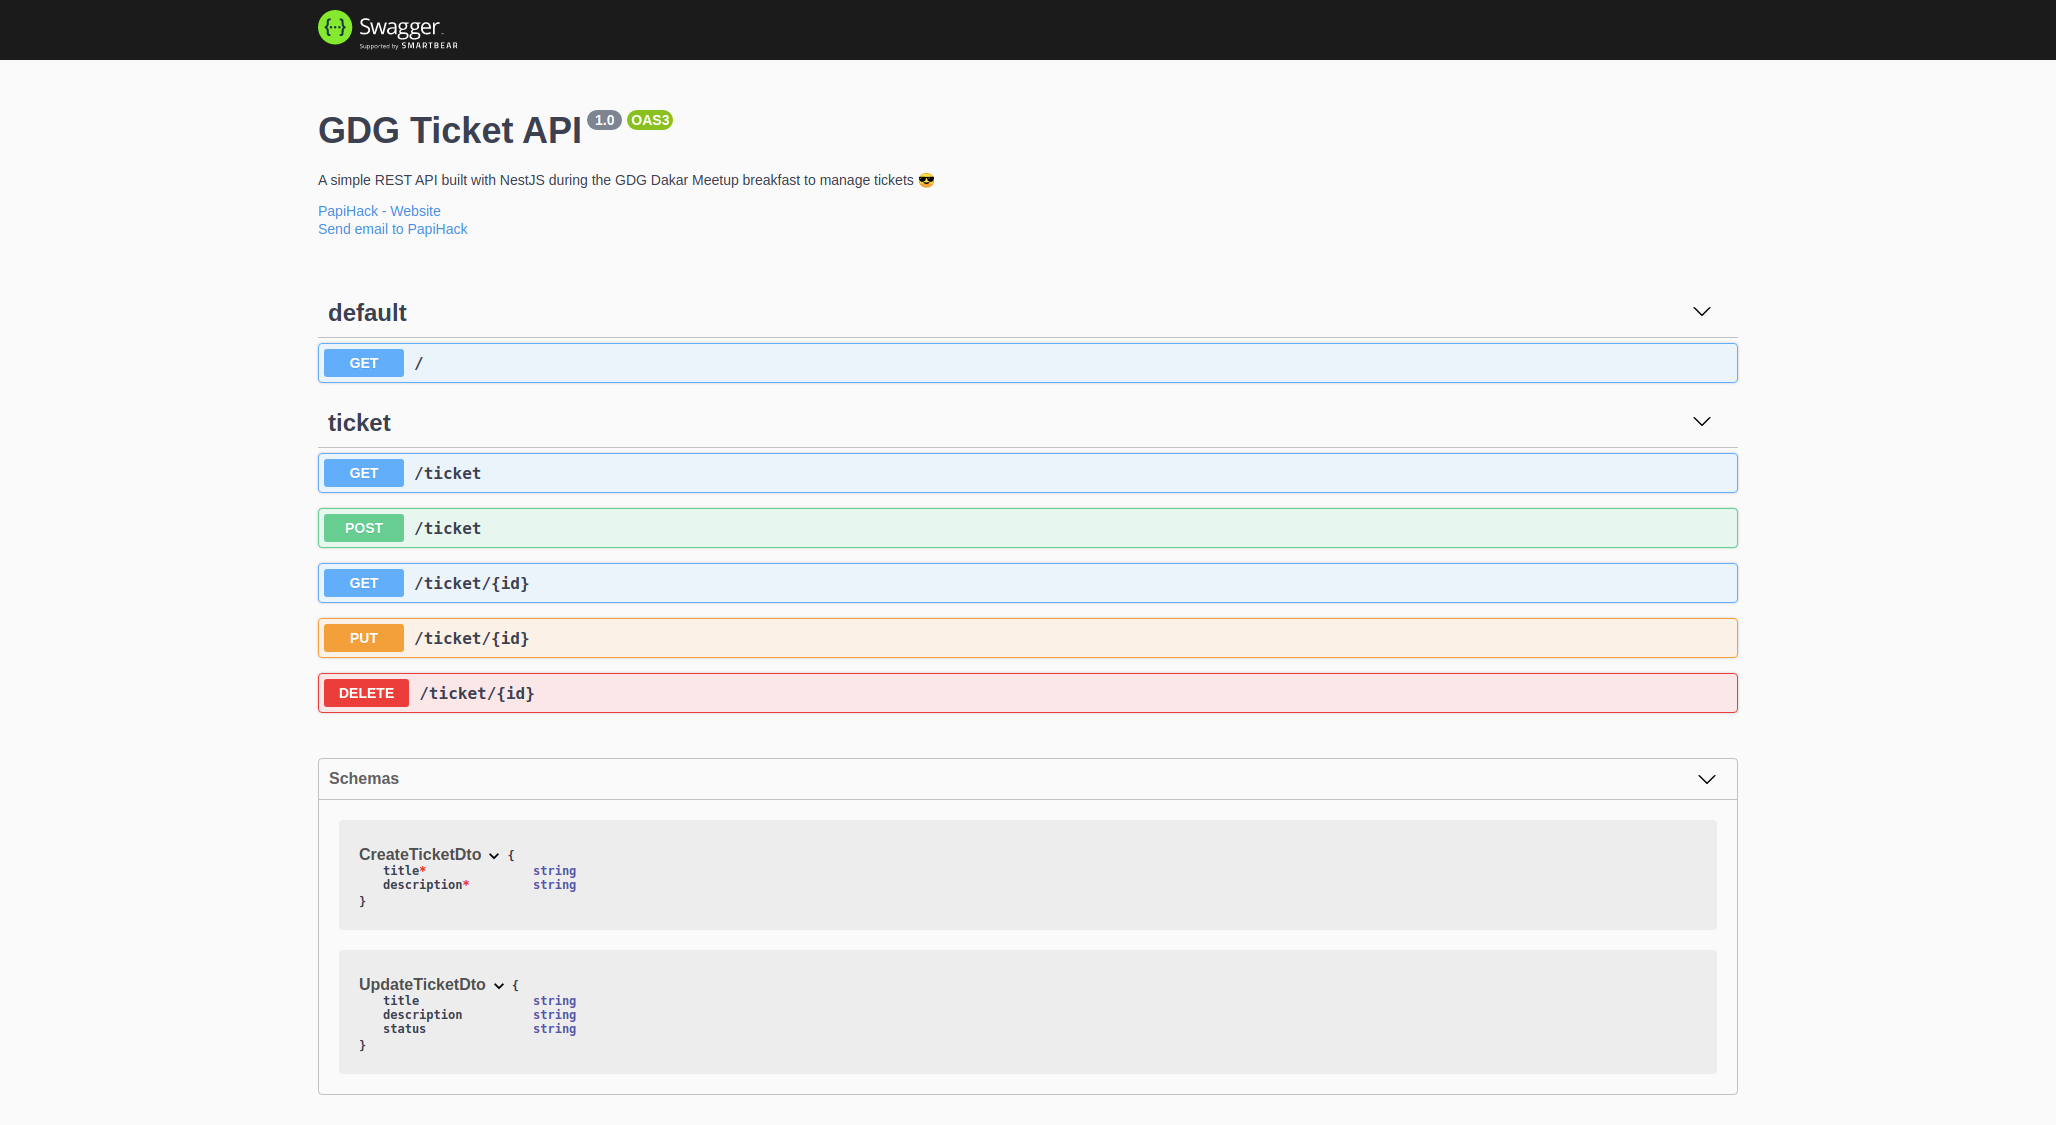 Swagger
Supported by SMARTBEAR
GDG Ticket API 1.0 OAS3
A simple REST API built with NestJS during the GDG Dakar Meetup breakfast to manage tickets 😎
PapiHack - Website
Send email to PapiHack
default
GET /
ticket
GET /ticket
POST /ticket
GET /ticket/{id}
PUT /ticket/{id}
DELETE /ticket/{id}
Schemas
CreateTicketDto {
title* string
description* string
}
UpdateTicketDto {
title string
description string
status string
}